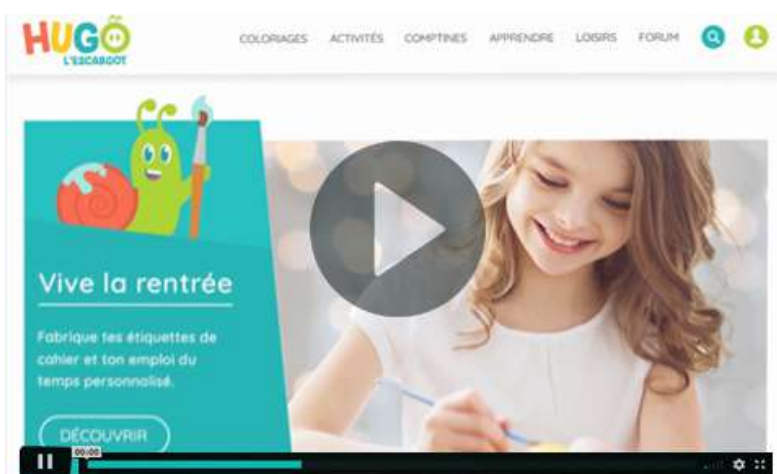 HUGO
L'ESCARGOT
COLORIAGES ACTIVITÉS COMPTINES APPRENDRE LOISIRS FORUM
Vive la rentrée
Fabrique tes étiquettes de
cahier et ton emploi du
temps personnalisé.
DÉCOUVRIR
00:00